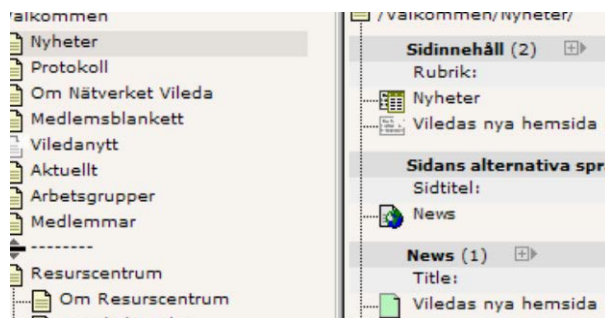 Välkommen
Nyheter
Protokoll
Om Nätverket Vileda
Medlemsblankett
Viledanytt
Aktuellt
Arbetsgrupper
Medlemmar
--------
Resurscentrum
Om Resurscentrum
/Välkommen/Nyheter/
Sidinnehåll (2)
Rubrik:
Nyheter
Viledas nya hemsida
Sidans alternativa spr
Sidtitel:
News
News (1)
Title:
Viledas nya hemsida